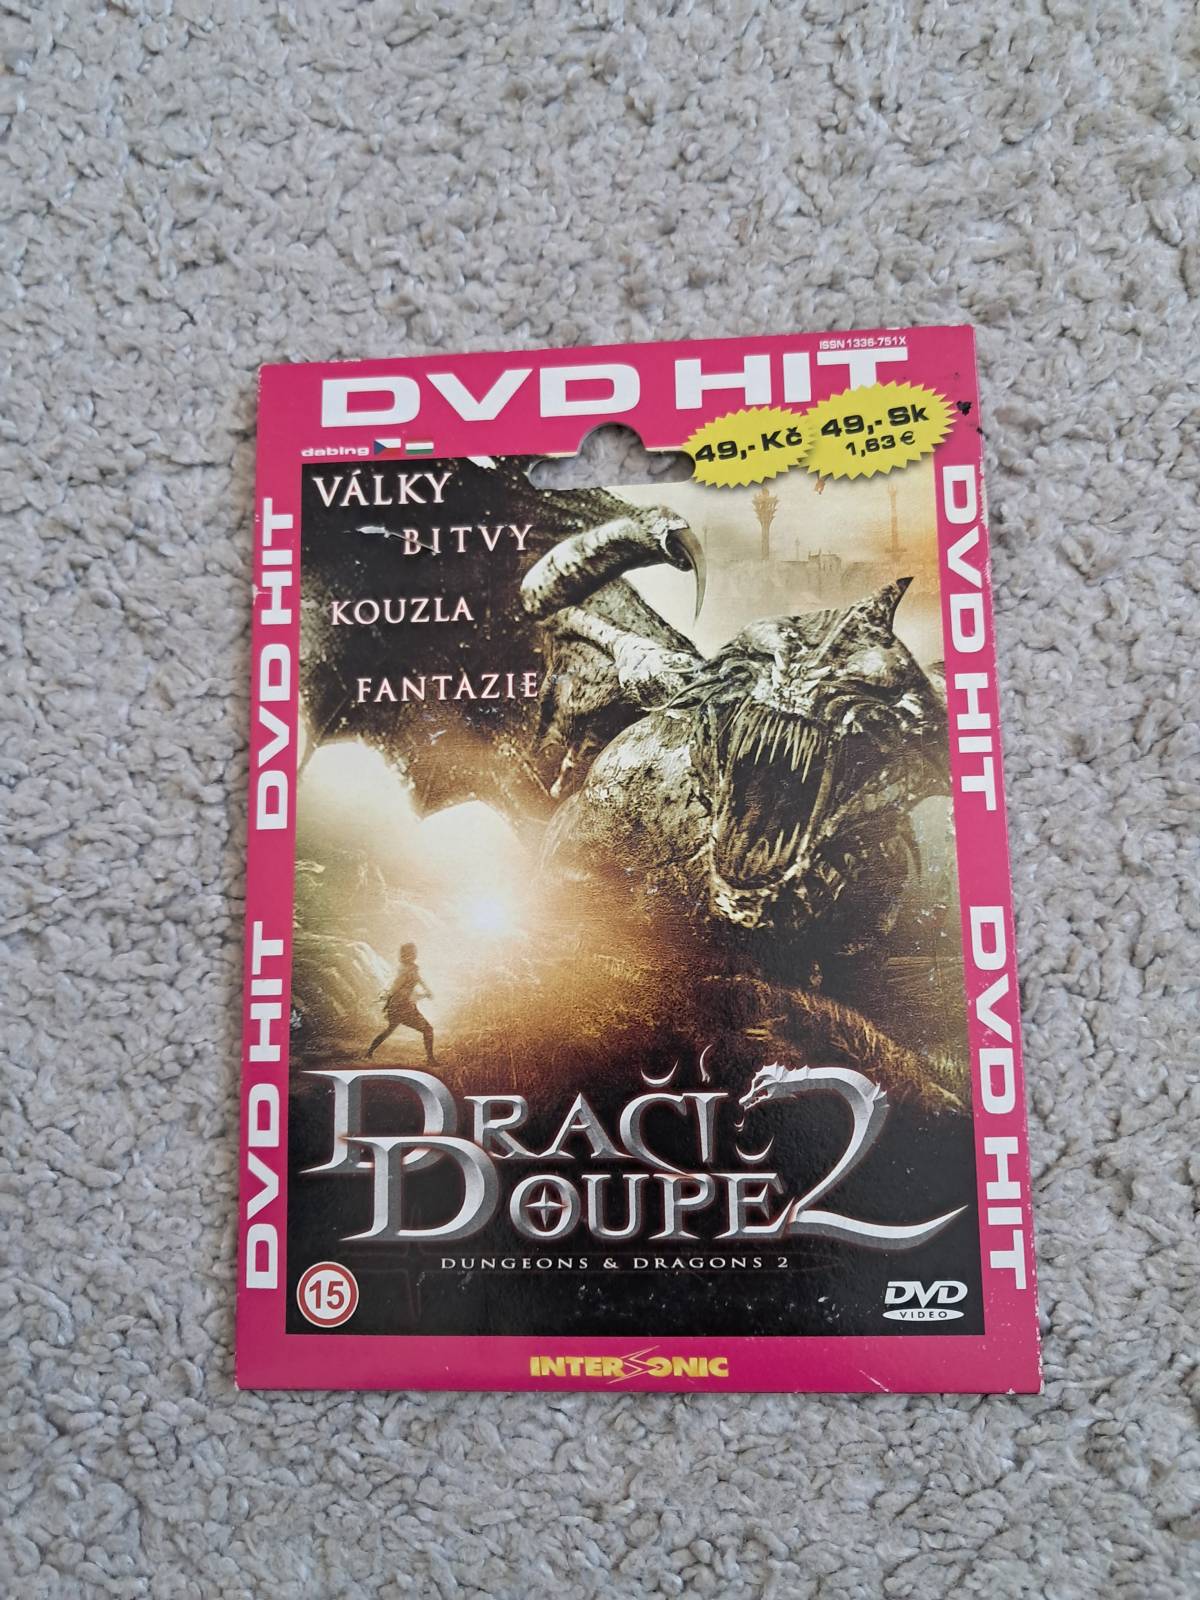 ISSN 1336-751X
DVD HIT
49,- Kč
49,- Sk
1,63 €
dabing
VÁLKY
BITVY
KOUZLA
FANTAZIE
DVD HIT
DVD HIT
DVD HIT
DVD HIT
DRAČÍ
DOUPĚ 2
DUNGEONS & DRAGONS 2
15
DVD
VIDEO
INTERSONIC